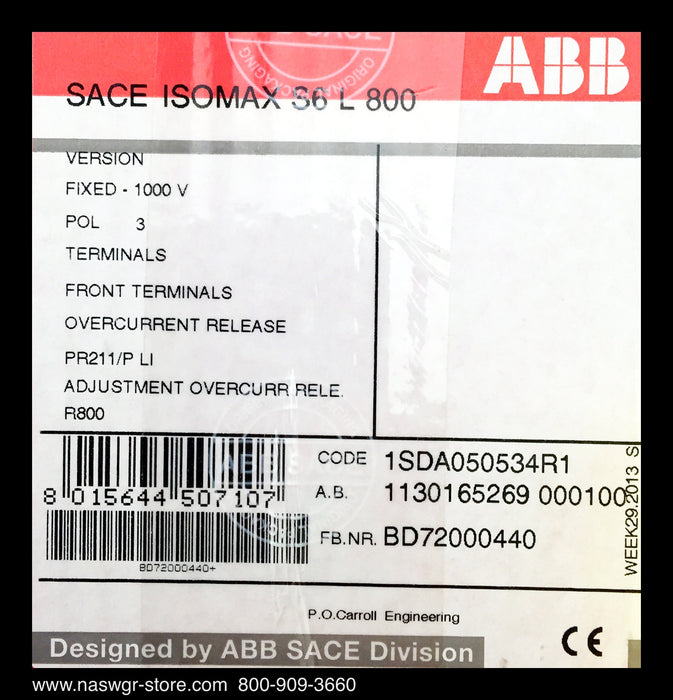 ABB
SACE ISOMAX S6 L 800
VERSION
FIXED - 1000 V
POL 3
TERMINALS
FRONT TERMINALS
OVERCURRENT RELEASE
PR211/P LI
ADJUSTMENT OVERCURR RELE.
R800
8 015644 507107
BD72000440+
CODE 1SDA050534R1
A.B. 1130165269 000100
FB.NR. BD72000440
WEEK29.2013 S
P.O.Carroll Engineering
CE
Designed by ABB SACE Division
www.naswgr-store.com 800-909-3660